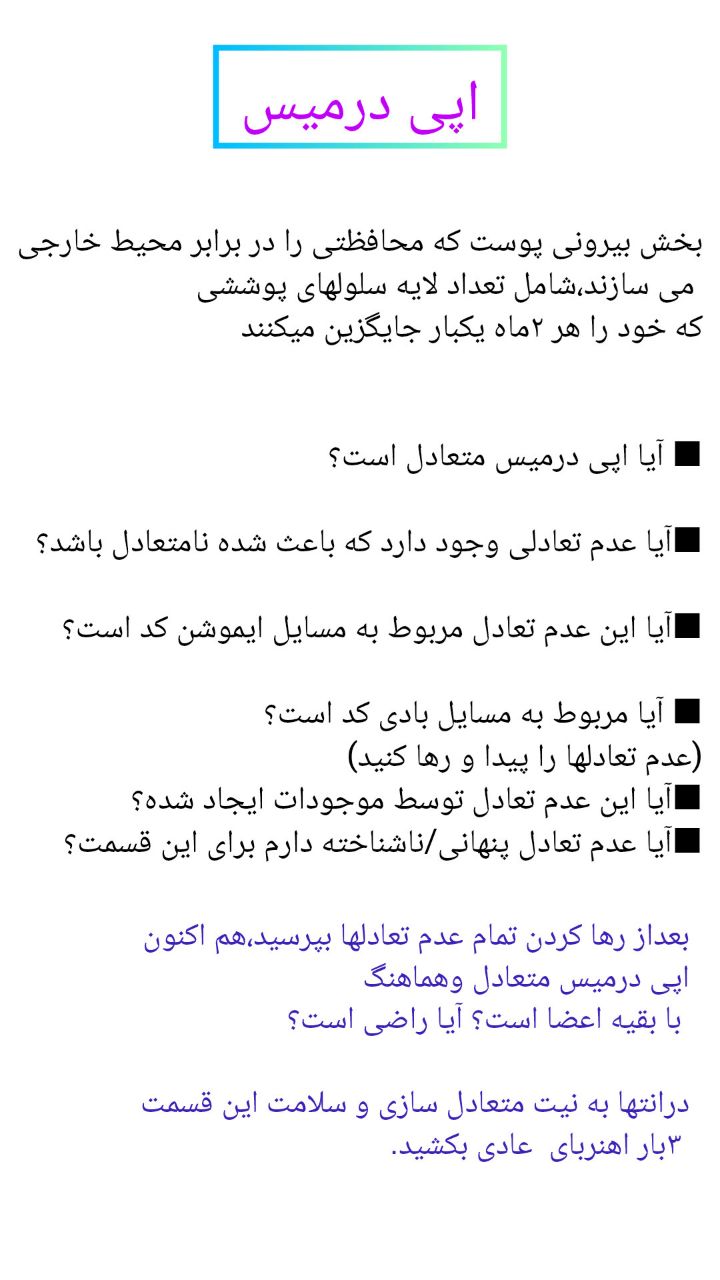 اپی درمیس
بخش بیرونی پوست که محافظتی را در برابر محیط خارجی
می سازند،شامل تعداد لایه سلولهای پوششی
که خود را هر ۲ماه یکبار جایگزین میکنند
■ آیا اپی درمیس متعادل است؟
■آیا عدم تعادلی وجود دارد که باعث شده نامتعادل باشد؟
■آیا این عدم تعادل مربوط به مسایل ایموشن کد است؟
■ آیا مربوط به مسایل بادی کد است؟
(عدم تعادلها را پیدا و رها کنید)
■آیا این عدم تعادل توسط موجودات ایجاد شده؟
■آیا عدم تعادل پنهانی/ناشناخته دارم برای این قسمت؟
بعداز رها کردن تمام عدم تعادلها بپرسید،هم اکنون
اپی درمیس متعادل وهماهنگ
با بقیه اعضا است؟ آیا راضی است؟
درانتها به نیت متعادل سازی و سلامت این قسمت
۳بار اهنربای  عادی بکشید.